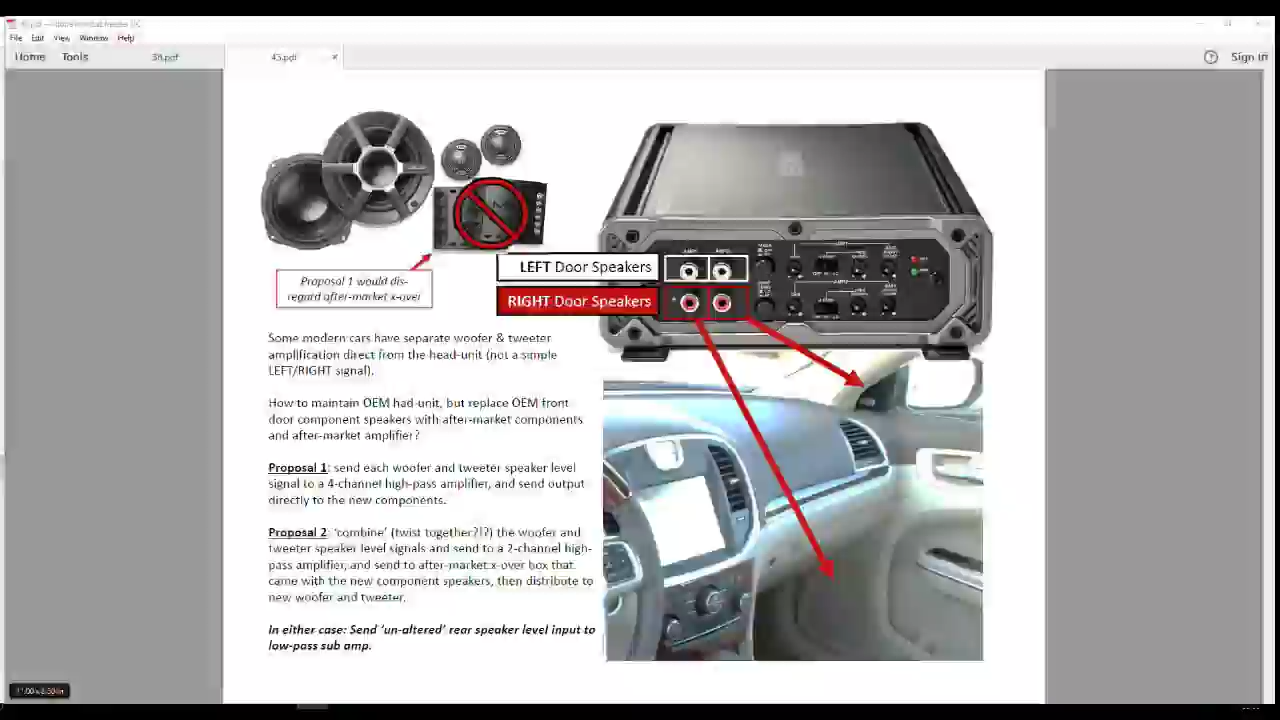 File Edit View Window Help
Home Tools 36.pdf 45.pdf × Sign In
Proposal 1 would dis-
regard after-market x-over
LEFT Door Speakers
RIGHT Door Speakers
Some modern cars have separate woofer & tweeter
amplification direct from the head-unit (not a simple
LEFT/RIGHT signal).
How to maintain OEM had-unit, but replace OEM front
door component speakers with after-market components
and after-market amplifier?
Proposal 1: send each woofer and tweeter speaker level
signal to a 4-channel high-pass amplifier, and send output
directly to the new components.
Proposal 2: ‘combine’ (twist together?!?) the woofer and
tweeter speaker level signals and send to a 2-channel high-
pass amplifier, and send to after-market x-over box that
came with the new component speakers, then distribute to
new woofer and tweeter.
In either case: Send ‘un-altered’ rear speaker level input to
low-pass sub amp.